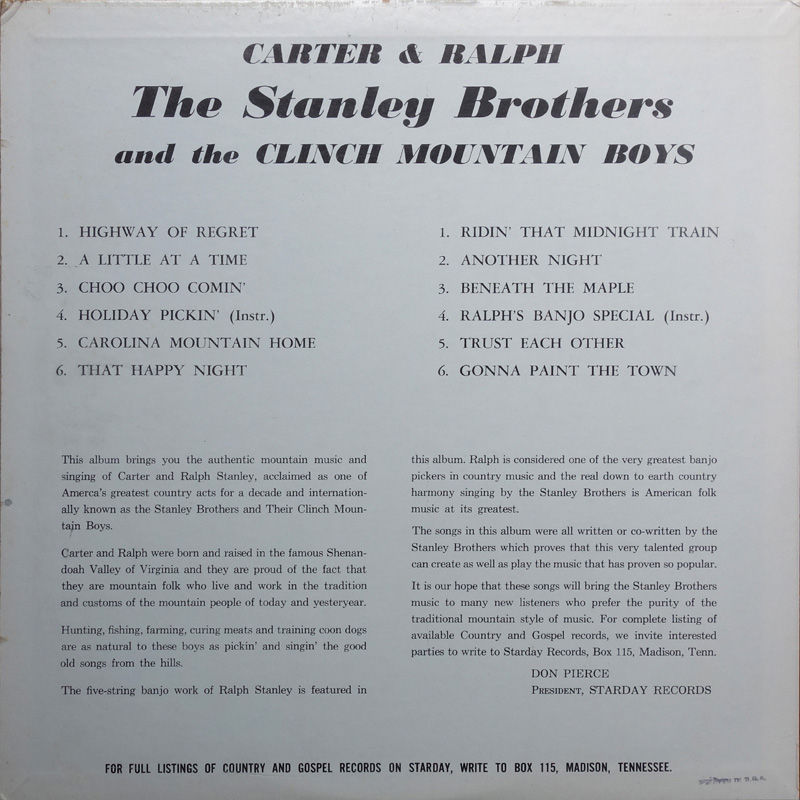 CARTER & RALPH
The Stanley Brothers
and the CLINCH MOUNTAIN BOYS
1. HIGHWAY OF REGRET
2. A LITTLE AT A TIME
3. CHOO CHOO COMIN'
4. HOLIDAY PICKIN' (Instr.)
5. CAROLINA MOUNTAIN HOME
6. THAT HAPPY NIGHT
1. RIDIN' THAT MIDNIGHT TRAIN
2. ANOTHER NIGHT
3. BENEATH THE MAPLE
4. RALPH'S BANJO SPECIAL (Instr.)
5. TRUST EACH OTHER
6. GONNA PAINT THE TOWN
This album brings you the authentic mountain music and
singing of Carter and Ralph Stanley, acclaimed as one of
Amerca's greatest country acts for a decade and internation-
ally known as the Stanley Brothers and Their Clinch Moun-
tain Boys.
Carter and Ralph were born and raised in the famous Shenan-
doah Valley of Virginia and they are proud of the fact that
they are mountain folk who live and work in the tradition
and customs of the mountain people of today and yesteryear.
Hunting, fishing, farming, curing meats and training coon dogs
are as natural to these boys as pickin' and singin' the good
old songs from the hills.
The five-string banjo work of Ralph Stanley is featured in
this album. Ralph is considered one of the very greatest banjo
pickers in country music and the real down to earth country
harmony singing by the Stanley Brothers is American folk
music at its greatest.
The songs in this album were all written or co-written by the
Stanley Brothers which proves that this very talented group
can create as well as play the music that has proven so popular.
It is our hope that these songs will bring the Stanley Brothers
music to many new listeners who prefer the purity of the
traditional mountain style of music. For complete listing of
available Country and Gospel records, we invite interested
parties to write to Starday Records, Box 115, Madison, Tenn.
DON PIERCE
PRESIDENT, STARDAY RECORDS
FOR FULL LISTINGS OF COUNTRY AND GOSPEL RECORDS ON STARDAY, WRITE TO BOX 115, MADISON, TENNESSEE.